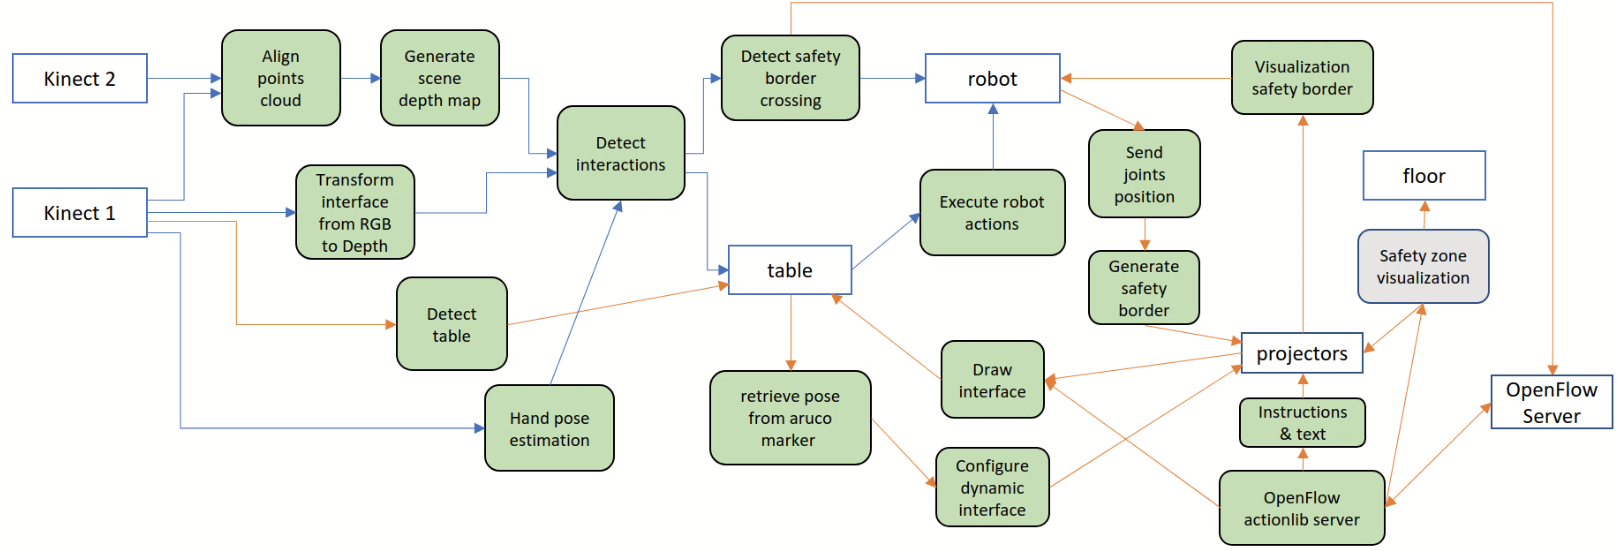 Kinect 2
Align
points
cloud
Generate
scene
depth map
Detect
interactions
Detect safety
border
crossing
robot
Visualization
safety border
Kinect 1
Transform
interface
from RGB
to Depth
Send
joints
position
floor
Execute robot
actions
table
Generate
safety
border
Safety zone
visualization
Detect
table
projectors
Draw
interface
OpenFlow
Server
Hand pose
estimation
retrieve pose
from aruco
marker
Instructions
& text
Configure
dynamic
interface
OpenFlow
actionlib server